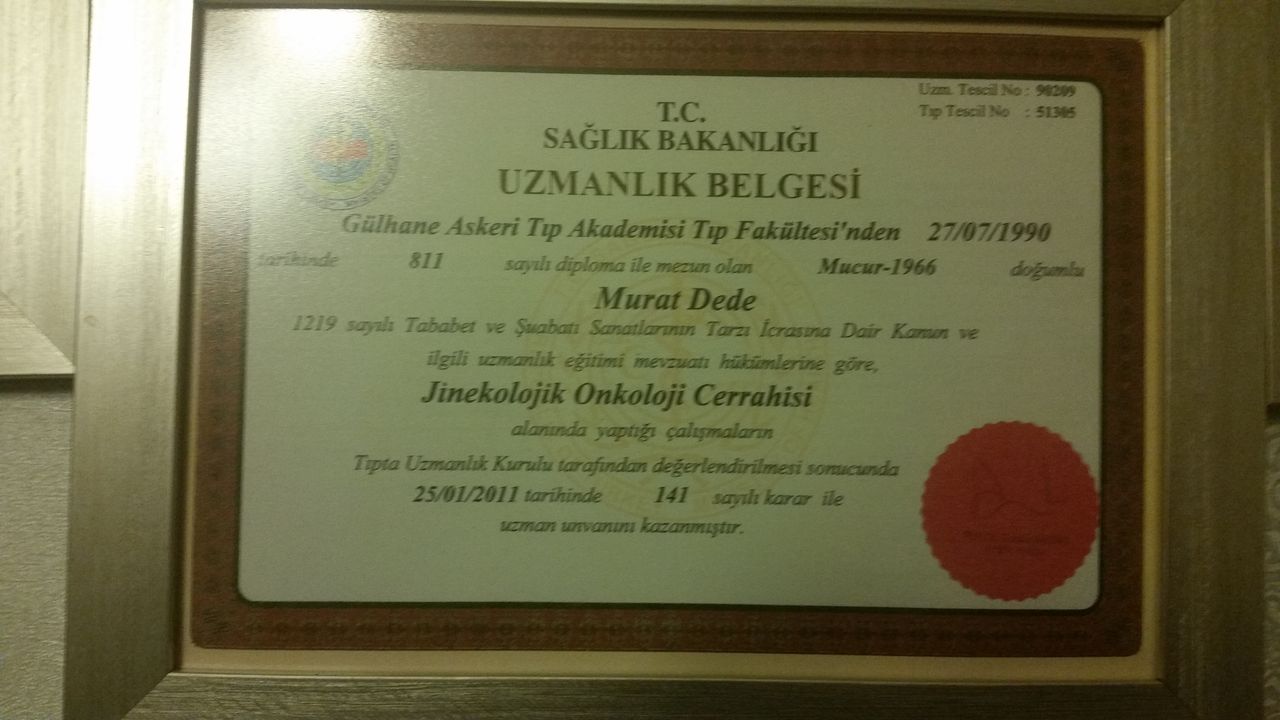 Uzm. Tescil No : 90209
Tıp Tescil No : 51305
T.C.
SAĞLIK BAKANLIĞI
UZMANLIK BELGESİ
Gülhane Askeri Tıp Akademisi Tıp Fakültesi'nden 27/07/1990
tarihinde 811 sayılı diploma ile mezun olan Mucur-1966 doğumlu
Murat Dede
1219 sayılı Tababet ve Şuabatı Sanatlarının Tarzı İcrasına Dair Kanun ve
ilgili uzmanlık eğitimi mevzuatı hükümlerine göre,
Jinekolojik Onkoloji Cerrahisi
alanında yaptığı çalışmaların
Tıpta Uzmanlık Kurulu tarafından değerlendirilmesi sonucunda
25/01/2011 tarihinde 141 sayılı karar ile
uzman unvanını kazanmıştır.